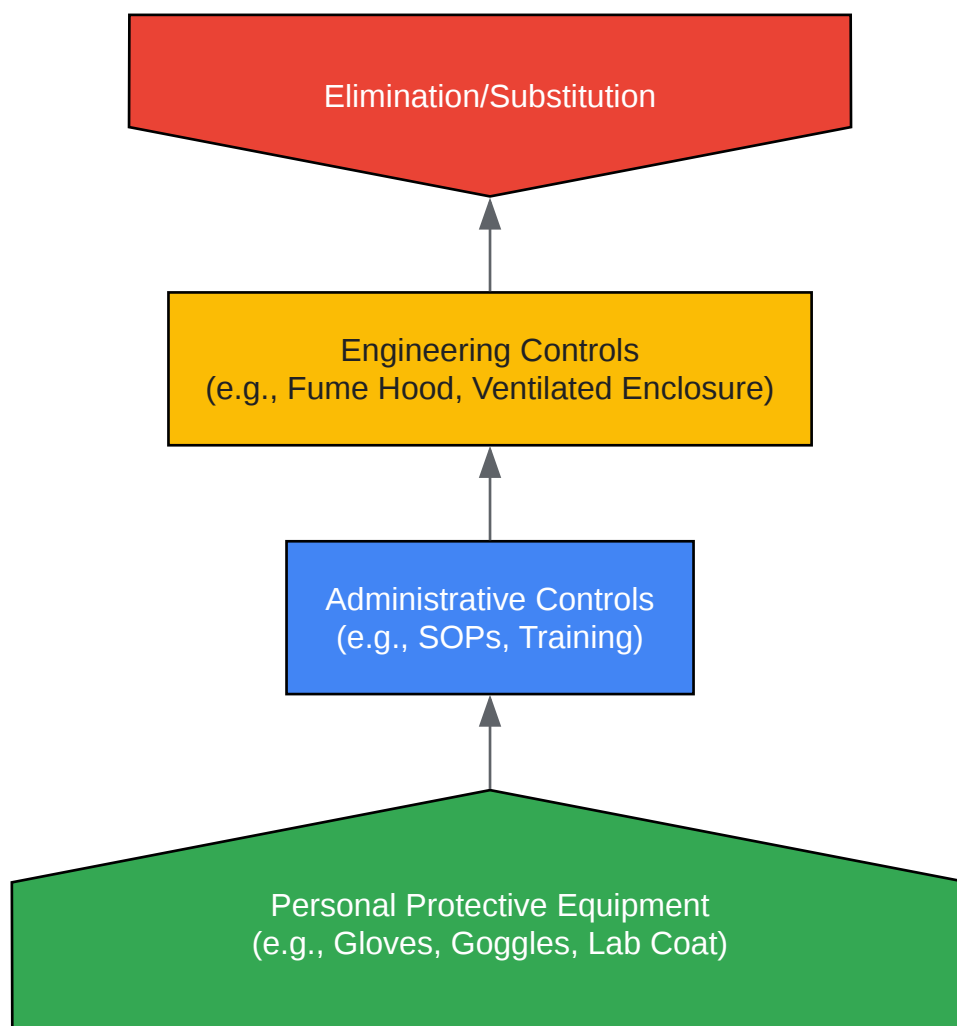 Elimination/Substitution
Engineering Controls
(e.g., Fume Hood, Ventilated Enclosure)
Administrative Controls
(e.g., SOPs, Training)
Personal Protective Equipment
(e.g., Gloves, Goggles, Lab Coat)